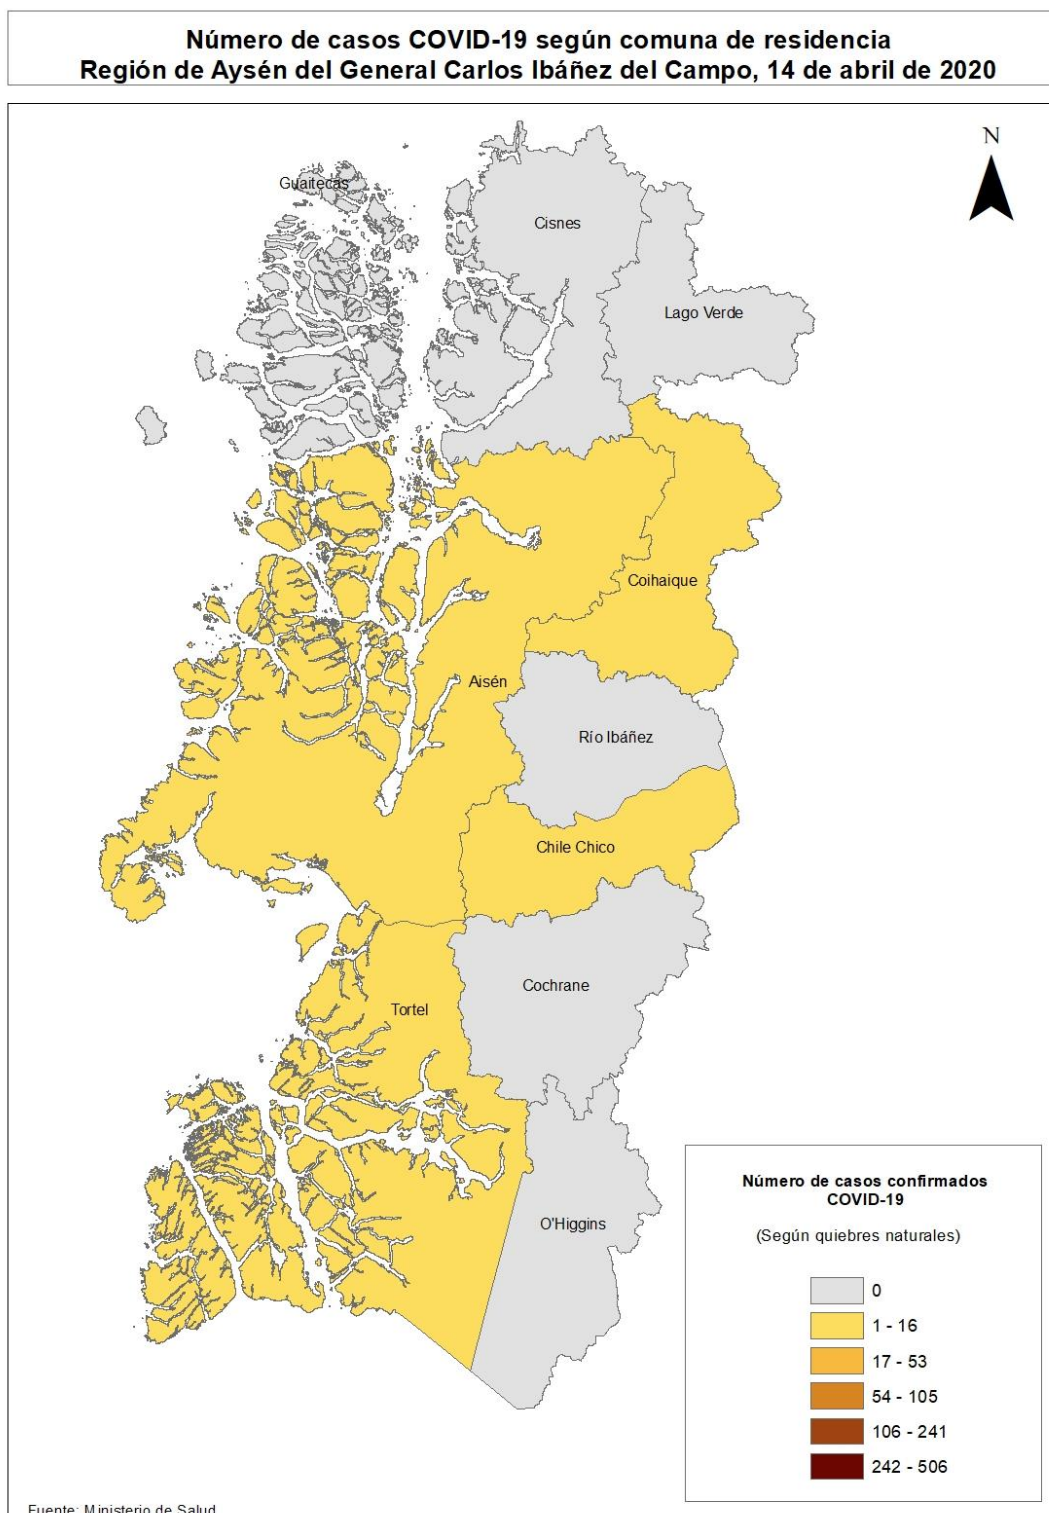 Número de casos COVID-19 según comuna de residencia
Región de Aysén del General Carlos Ibáñez del Campo, 14 de abril de 2020
N
Guaitecas
Cisnes
Lago Verde
Coihaique
Aisén
Río Ibáñez
Chile Chico
Cochrane
Tortel
O'Higgins
Número de casos confirmados
COVID-19
(Según quiebres naturales)
0
1 - 16
17 - 53
54 - 105
106 - 241
242 - 506
Fuente: Ministerio de Salud